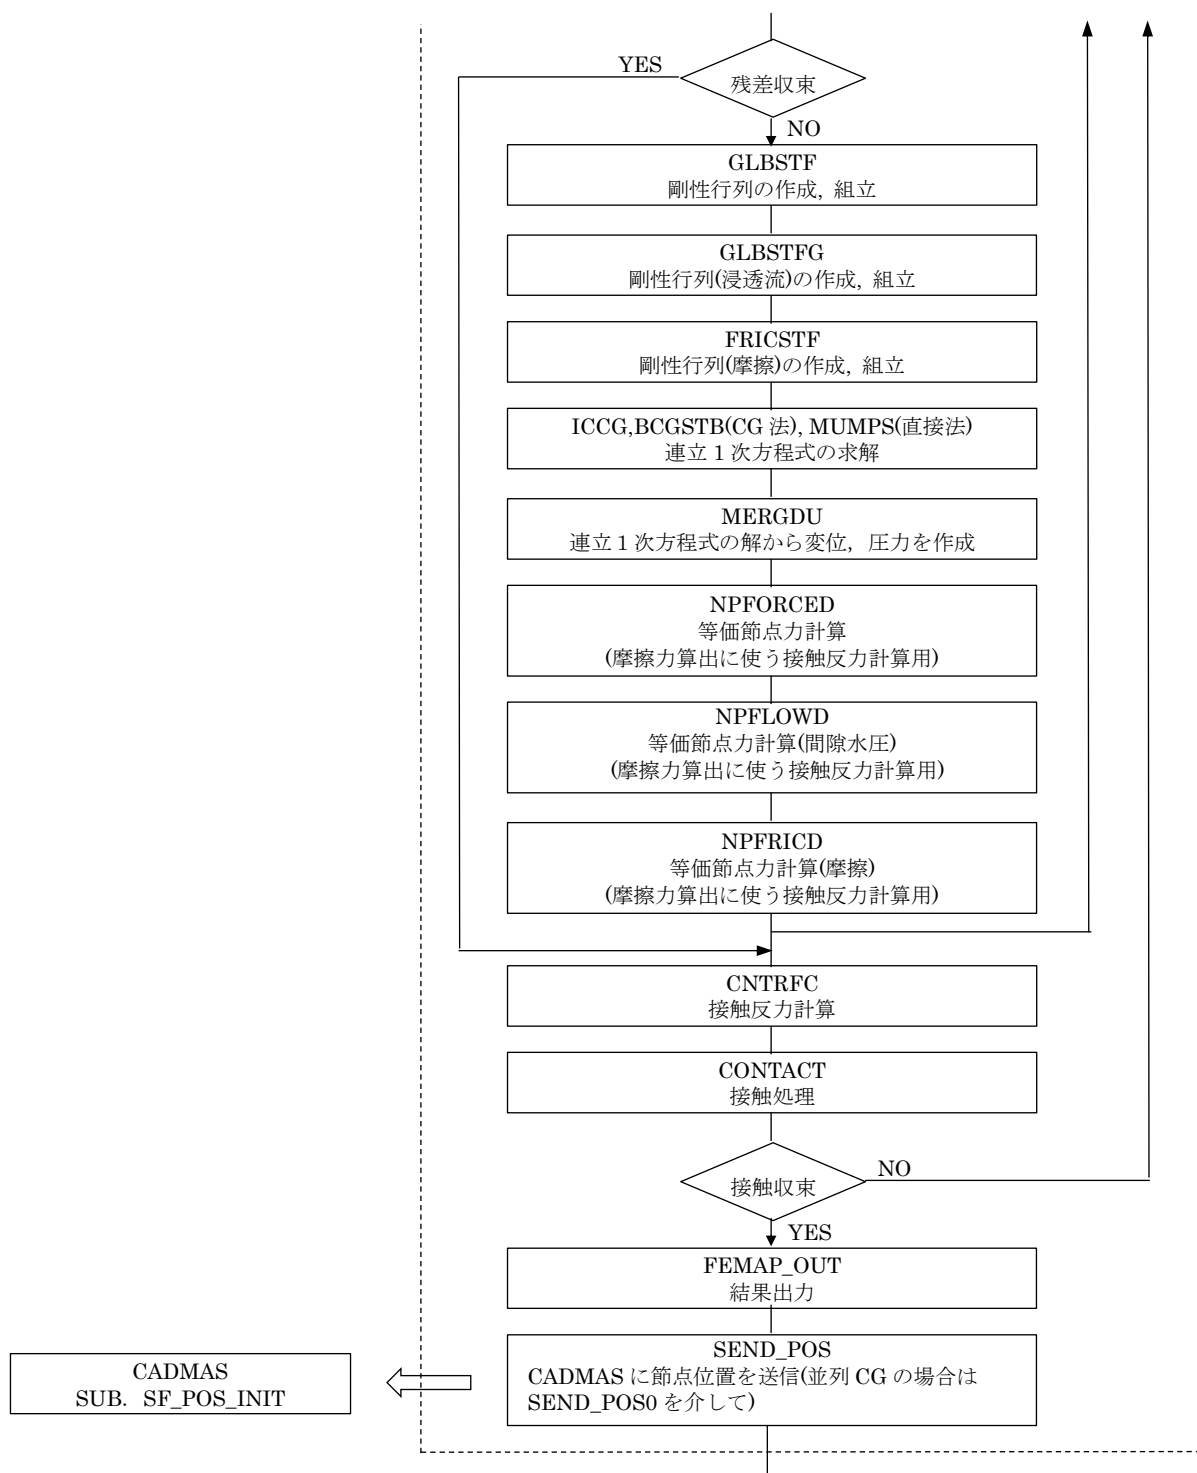 YES
残差収束
NO
GLBSTF
剛性行列の作成, 組立
GLBSTFG
剛性行列(浸透流)の作成, 組立
FRICSTF
剛性行列(摩擦)の作成, 組立
ICCG,BCGSTB(CG 法), MUMPS(直接法)
連立 1 次方程式の求解
MERGDU
連立 1 次方程式の解から変位，圧力を作成
NPFORCED
等価節点力計算
(摩擦力算出に使う接触反力計算用)
NPFLOWD
等価節点力計算(間隙水圧)
(摩擦力算出に使う接触反力計算用)
NPFRICD
等価節点力計算(摩擦)
(摩擦力算出に使う接触反力計算用)
CNTRFC
接触反力計算
CONTACT
接触処理
接触収束
NO
YES
FEMAP_OUT
結果出力
SEND_POS
CADMAS に節点位置を送信(並列 CG の場合は
SEND_POS0 を介して)
CADMAS
SUB. SF_POS_INIT